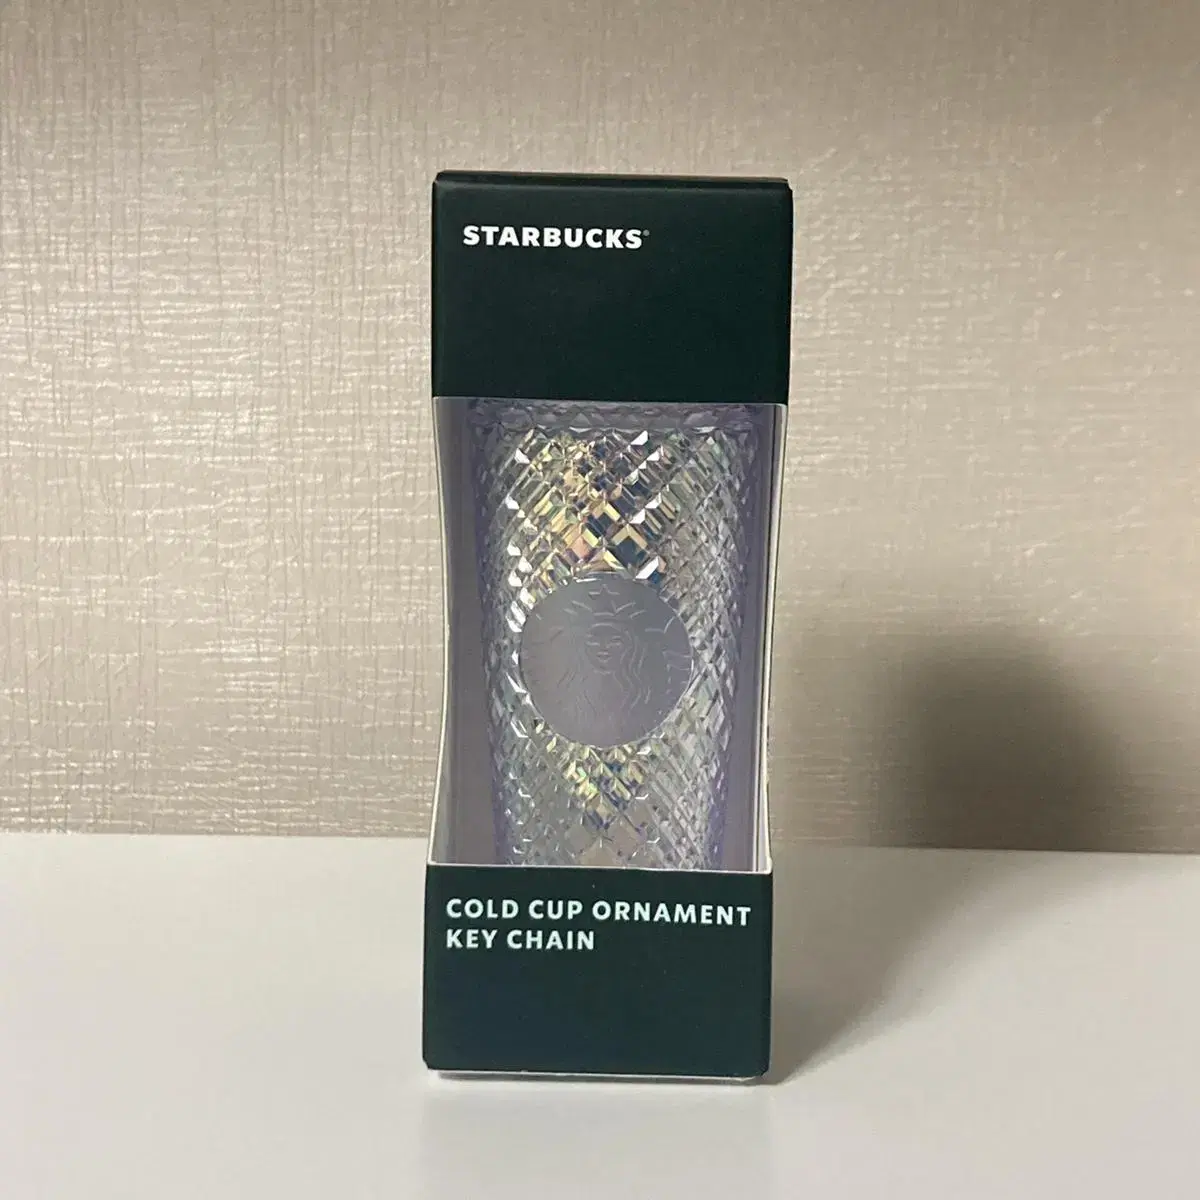 STARBUCKS®
COLD CUP ORNAMENT
KEY CHAIN